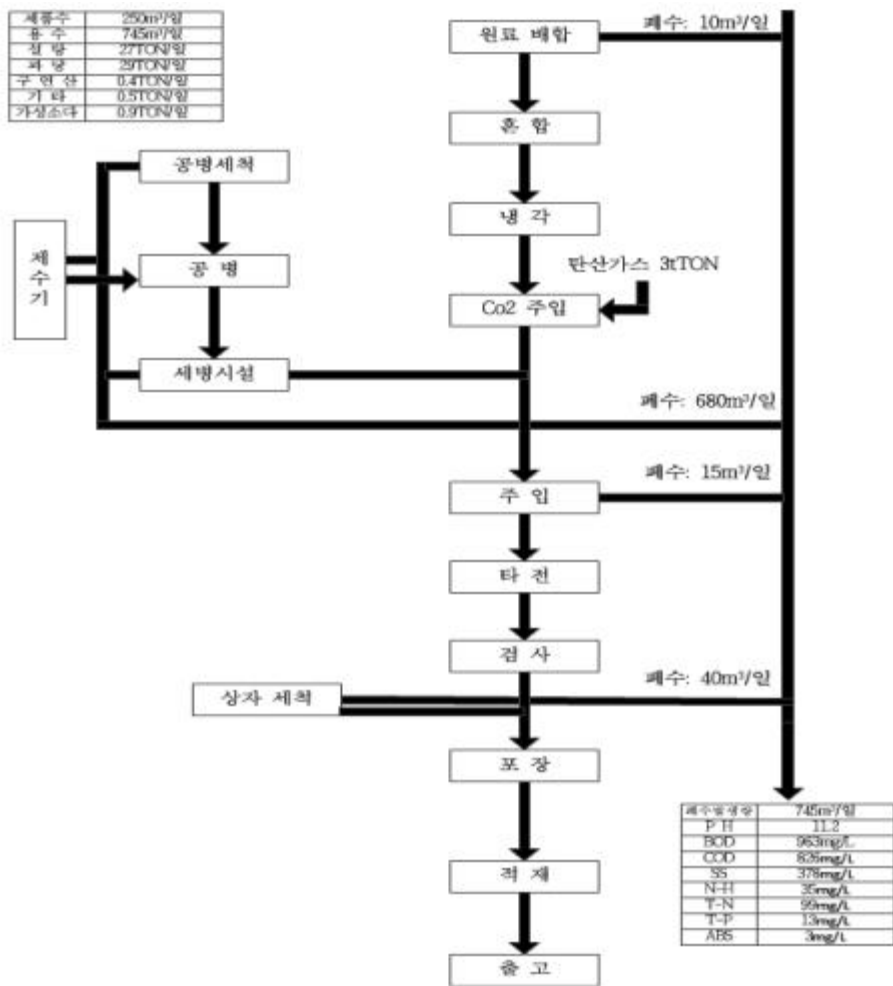 제품수 250m³/일
용 수 745m³/일
설 탕 27TON/일
과 당 29TON/일
구 연 산 0.4TON/일
기 타 0.5TON/일
가성소다 0.9TON/일
원료 배합
폐수: 10m³/일
혼 합
공병세척
냉 각
제수기
공 병
탄산가스 3tTON
Co2 주입
세병시설
폐수: 680m³/일
폐수: 15m³/일
주 입
타 전
검 사
폐수: 40m³/일
상자 세척
포 장
폐수발생량 745m³/일
P H 11.2
BOD 963mg/L
COD 826mg/L
SS 378mg/L
N-H 35mg/L
T-N 99mg/L
T-P 13mg/L
ABS 3mg/L
적 재
출 고